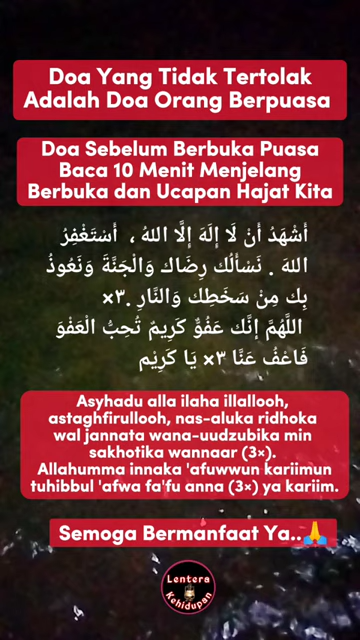 Doa Yang Tidak Tertolak
Adalah Doa Orang Berpuasa
Doa Sebelum Berbuka Puasa
Baca 10 Menit Menjelang
Berbuka dan Ucapan Hajat Kita
أَشْهَدُ أَنْ لَا إِلَهَ إِلَّا اللهُ ، أَسْتَغْفِرُ
اللهَ . نَسْأَلُك رِضَاك وَالْجَنَّةَ وَنَعُوذُ
بِك مِنْ سَخَطِك وَالنَّارِ .٣×
اللَّهُمَّ إنَّك عَفُوٌّ كَرِيمٌ تُحِبُّ الْعَفْوَ
فَاعْفُ عَنَّا ٣× يَا كَرِيْم
Asyhadu alla ilaha illallooh,
astaghfirullooh, nas-aluka ridhoka
wal jannata wana-uudzubika min
sakhotika wannaar (3×).
Allahumma innaka 'afuwwun kariimun
tuhibbul 'afwa fa'fu anna (3×) ya kariim.
Semoga Bermanfaat Ya..🙏
Lentera
Kehidupan